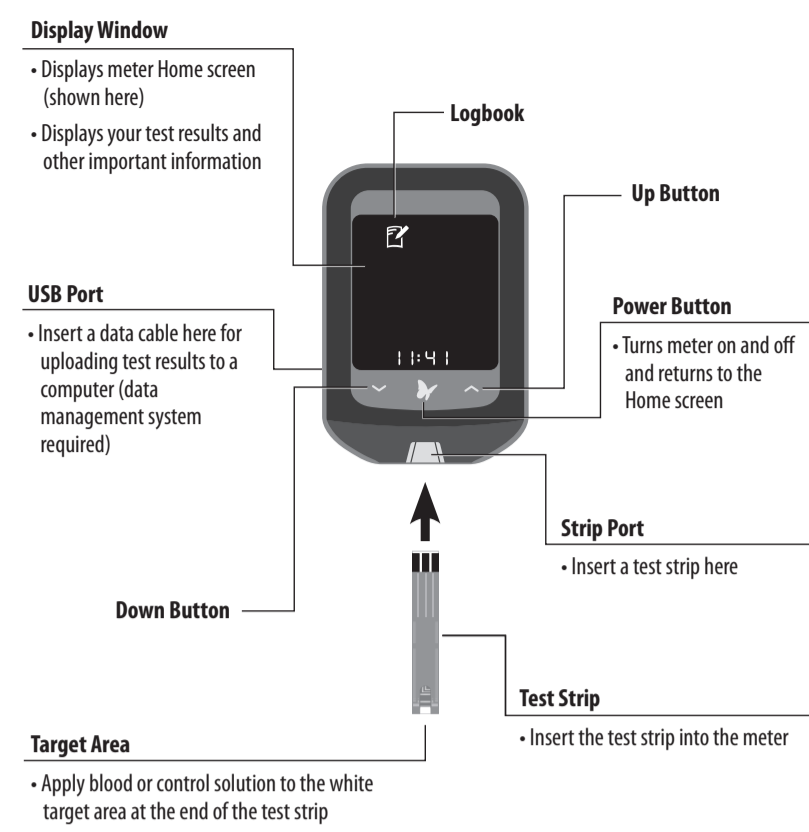 Display Window
• Displays meter Home screen
(shown here)
• Displays your test results and
other important information
Logbook
Up Button
USB Port
• Insert a data cable here for
uploading test results to a
computer (data
management system
required)
Power Button
• Turns meter on and off
and returns to the
Home screen
11:41
Strip Port
• Insert a test strip here
Down Button
Test Strip
• Insert the test strip into the meter
Target Area
• Apply blood or control solution to the white
target area at the end of the test strip